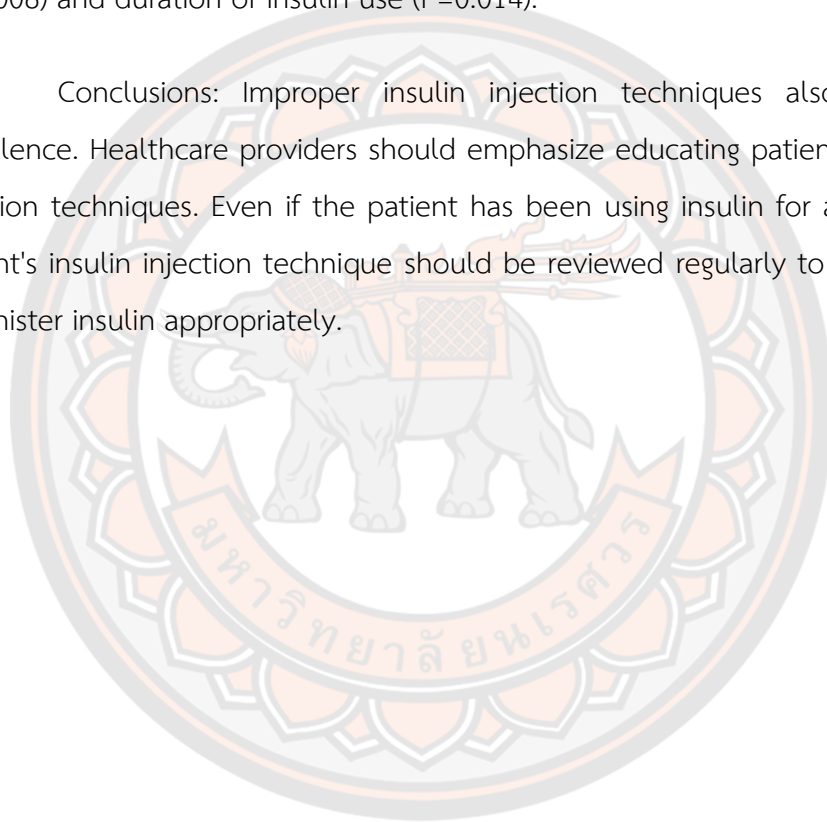 008) and duration of insulin use (P=0.014).
Conclusions: Improper insulin injection techniques also
lence. Healthcare providers should emphasize educating patien
ion techniques. Even if the patient has been using insulin for a
nt's insulin injection technique should be reviewed regularly to
nister insulin appropriately.
มหาวิทยาลัยนเรศวร